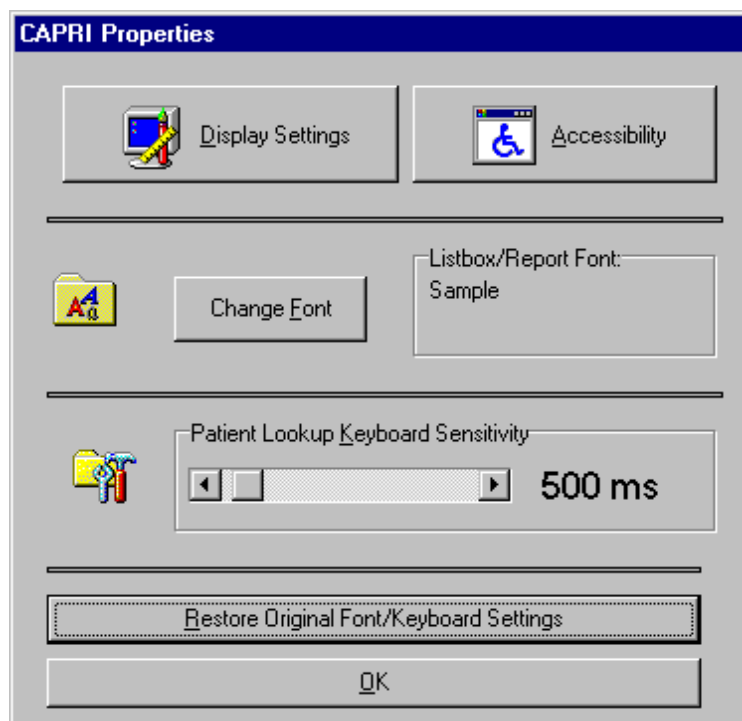 CAPRI Properties
Display Settings
Accessibility
Change Font
Listbox/Report Font:
Sample
Patient Lookup Keyboard Sensitivity
500 ms
Restore Original Font/Keyboard Settings
OK